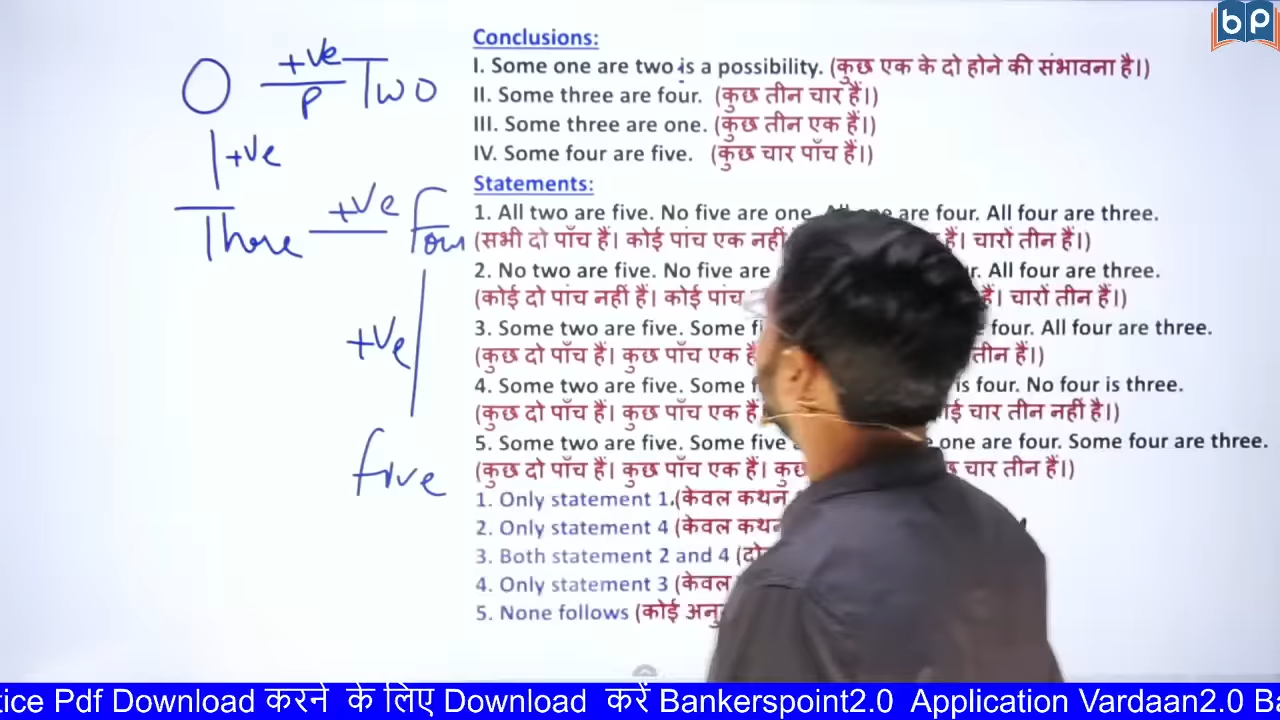 bp
O +ve P Two
+ve
Three +ve Four
+ve
five
Conclusions:
I. Some one are two is a possibility. (कुछ एक के दो होने की संभावना है।)
II. Some three are four. (कुछ तीन चार हैं।)
III. Some three are one. (कुछ तीन एक हैं।)
IV. Some four are five. (कुछ चार पाँच हैं।)
Statements:
1. All two are five. No five are one. are four. All four are three.
(सभी दो पाँच हैं। कोई पांच एक नहीं हैं। चारों तीन हैं।)
2. No two are five. No five are All four are three.
(कोई दो पांच नहीं हैं। कोई पांच हैं। चारों तीन हैं।)
3. Some two are five. Some four. All four are three.
(कुछ दो पाँच हैं। कुछ पाँच एक तीन हैं।)
4. Some two are five. Some is four. No four is three.
(कुछ दो पाँच हैं। कुछ पाँच एक चार तीन नहीं है।)
5. Some two are five. Some five one are four. Some four are three.
(कुछ दो पाँच हैं। कुछ पाँच एक हैं। चार तीन हैं।)
1. Only statement 1.(केवल कथन
2. Only statement 4 (केवल
3. Both statement 2 and 4
4. Only statement 3 (केवल
5. None follows (कोई
tice Pdf Download करने के लिए Download करें Bankerspoint2.0 Application Vardaan2.0 Ba